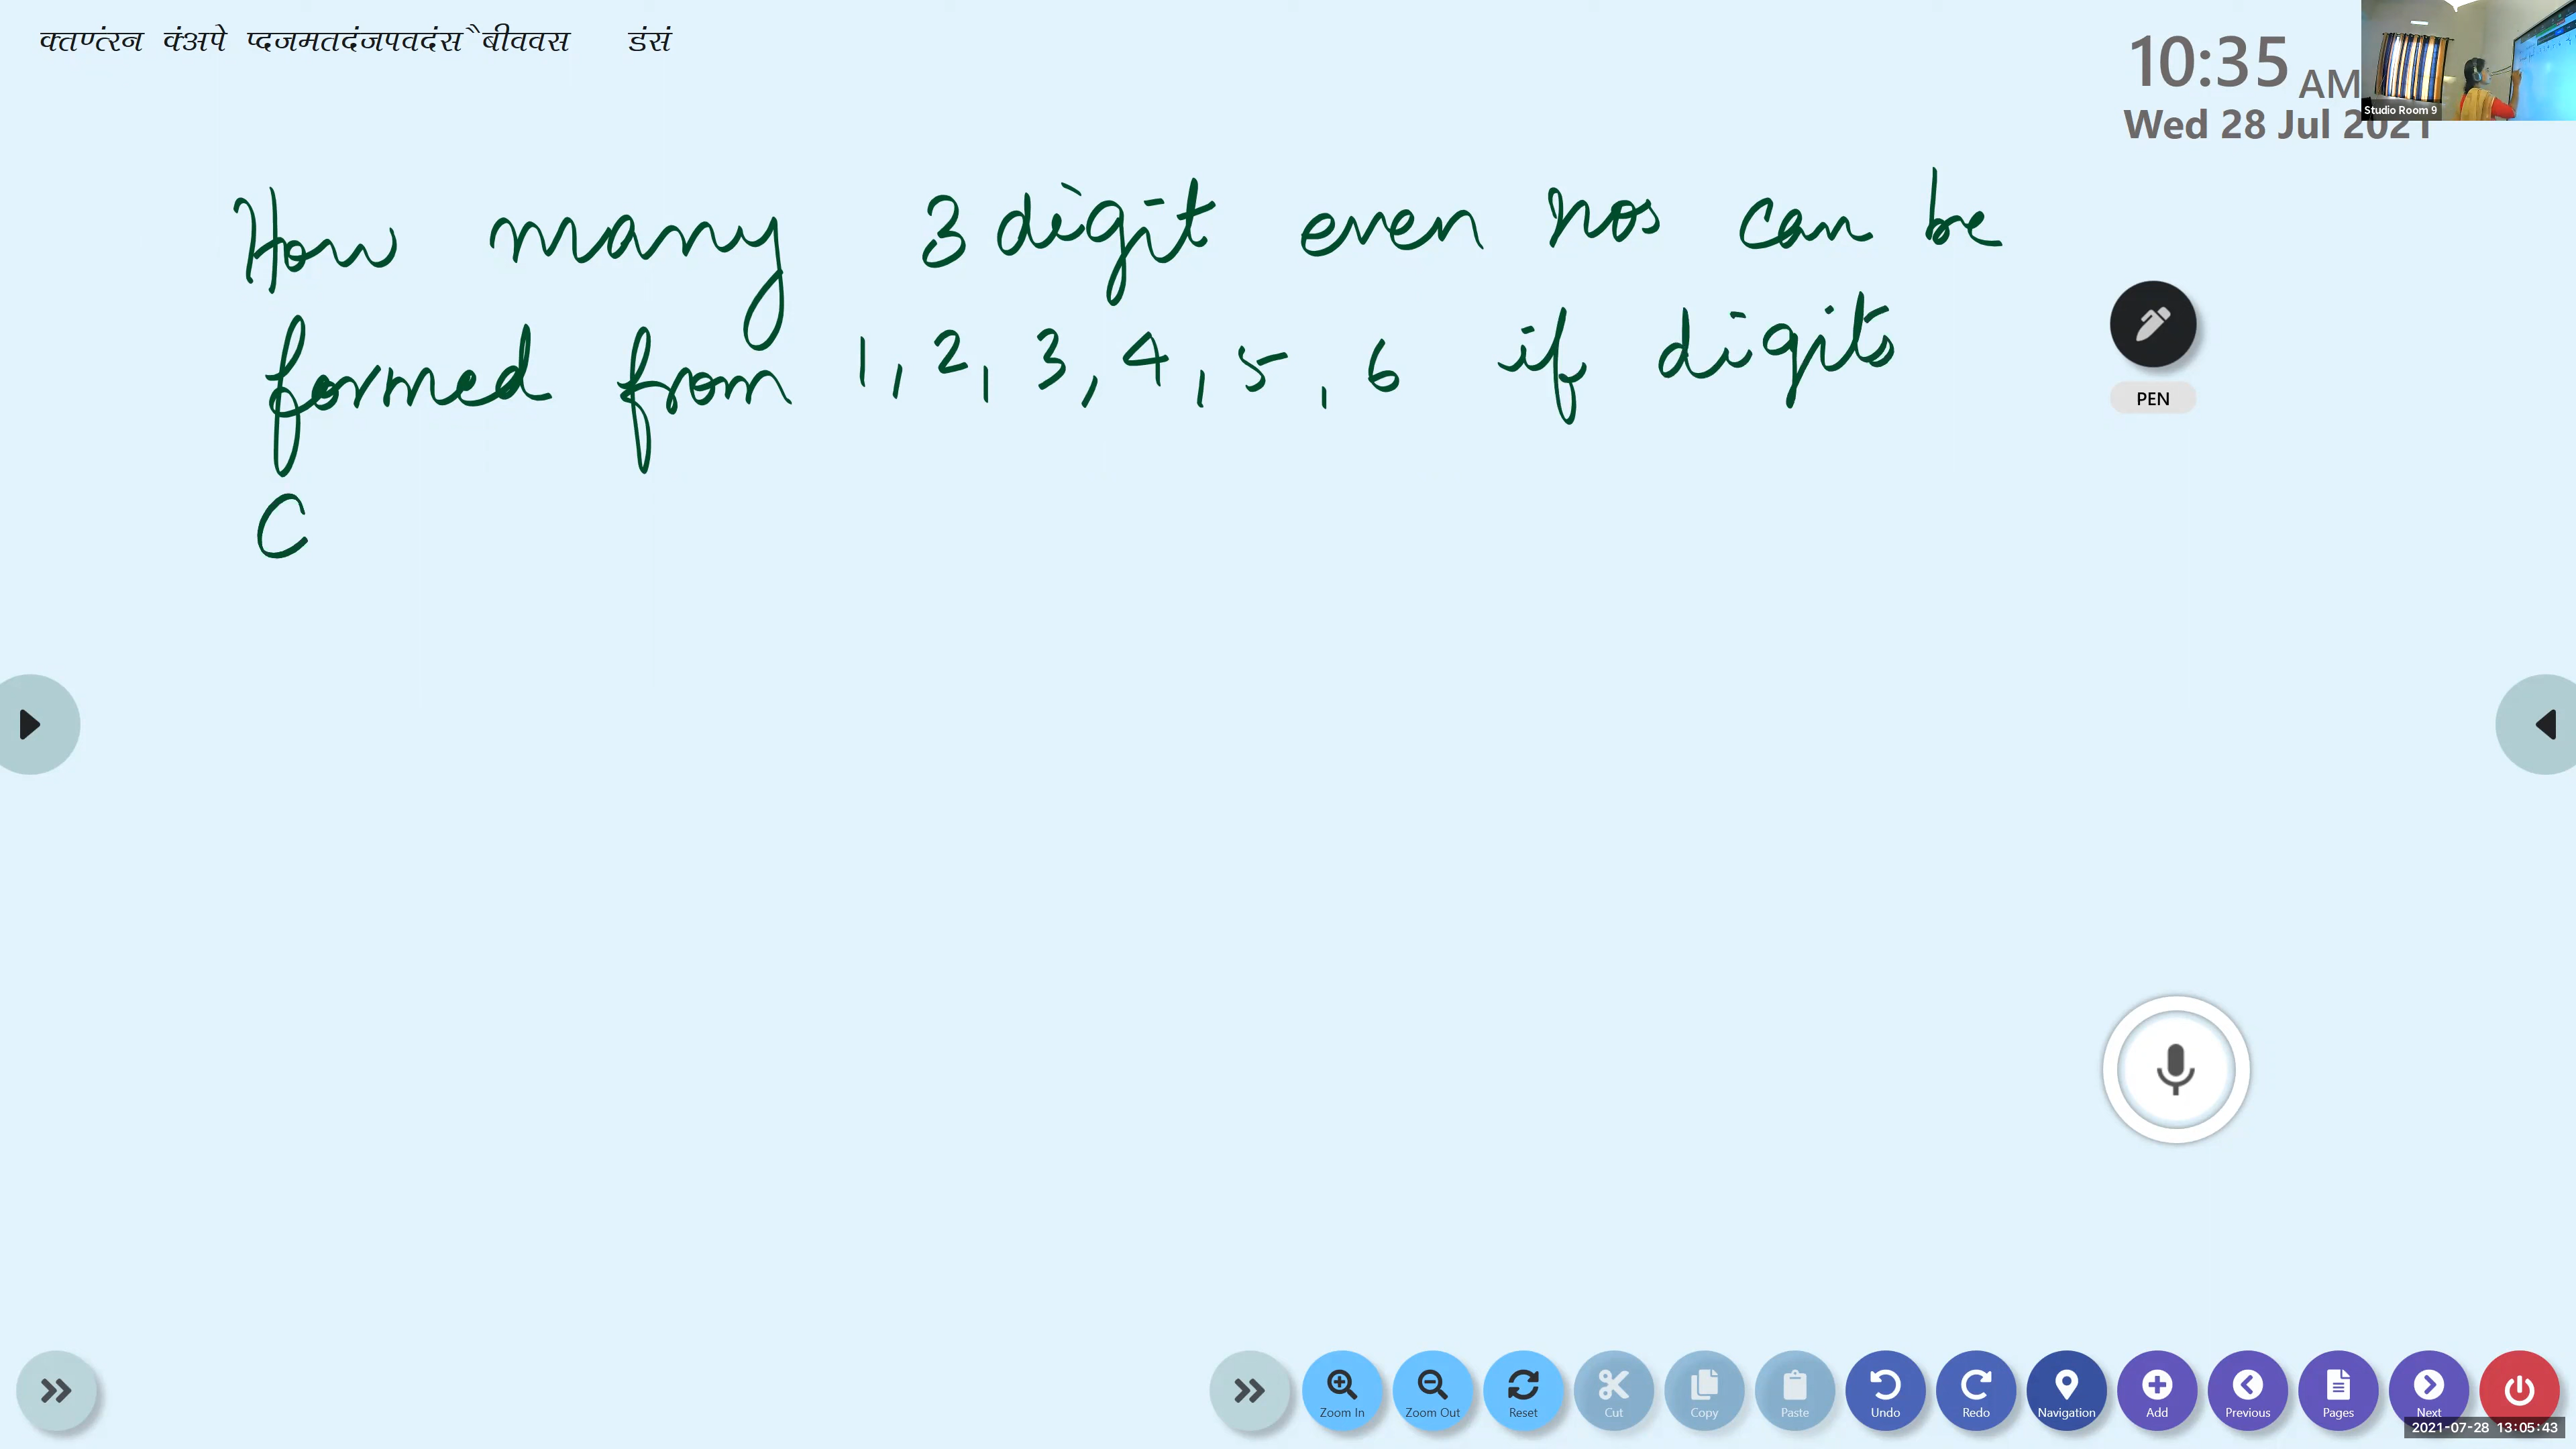 क्तण्तंरन कंअपे प्दजमतदंजपवदंस ैबीववस डंसं
10:35 AM
Wed 28 Jul 2021
Studio Room 9
How many 3 digit even nos can be
formed from 1, 2, 3, 4, 5, 6 if digits
C
PEN
Zoom In Zoom Out Reset Cut Copy Paste Undo Redo Navigation Add Previous Pages Next
2021-07-28 13:05:43